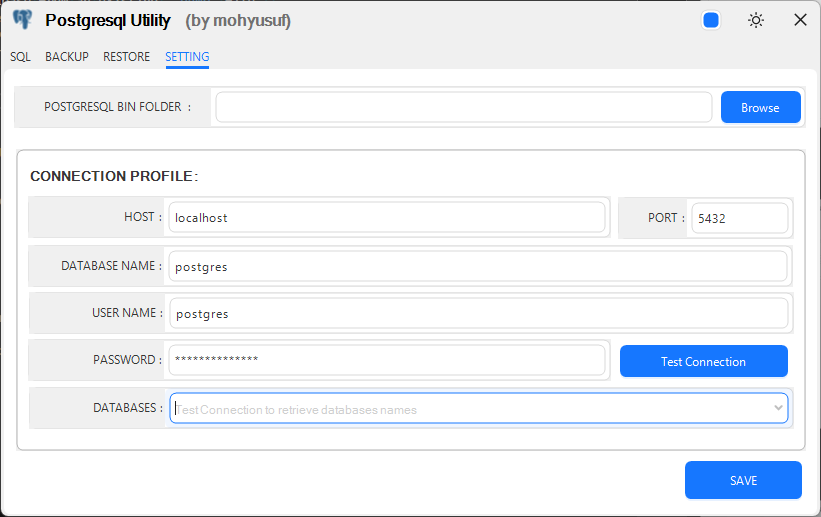 Postgresql Utility (by mohyusuf)
SQL BACKUP RESTORE SETTING
POSTGRESQL BIN FOLDER : Browse
CONNECTION PROFILE:
HOST : localhost PORT : 5432
DATABASE NAME : postgres
USER NAME : postgres
PASSWORD : ************** Test Connection
DATABASES : Test Connection to retrieve databases names
SAVE